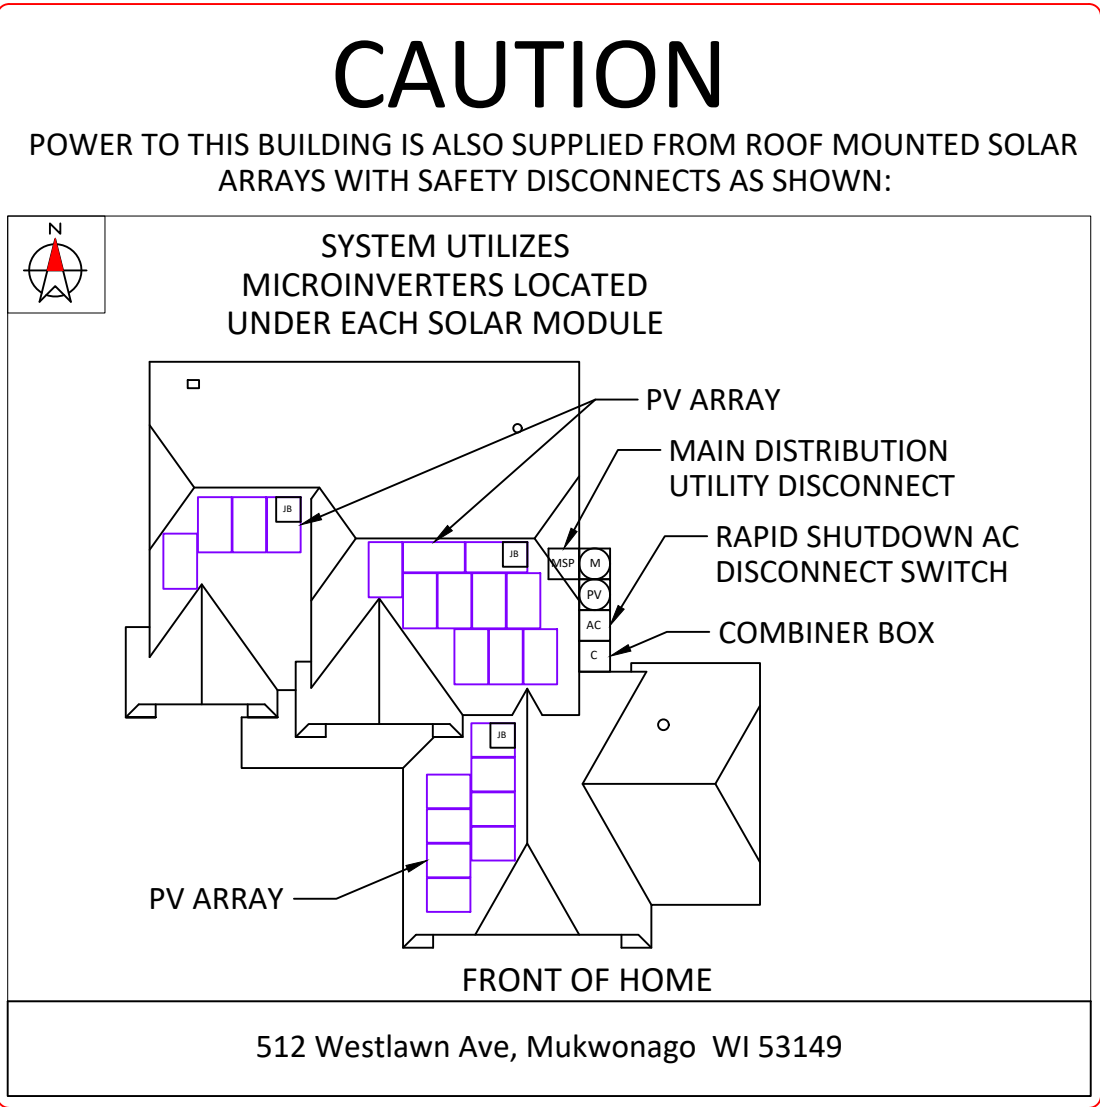 CAUTION
POWER TO THIS BUILDING IS ALSO SUPPLIED FROM ROOF MOUNTED SOLAR
ARRAYS WITH SAFETY DISCONNECTS AS SHOWN:
N
SYSTEM UTILIZES
MICROINVERTERS LOCATED
UNDER EACH SOLAR MODULE
PV ARRAY
MAIN DISTRIBUTION
UTILITY DISCONNECT
JB
RAPID SHUTDOWN AC
DISCONNECT SWITCH
JB
MSP
M
PV
AC
COMBINER BOX
C
JB
PV ARRAY
FRONT OF HOME
512 Westlawn Ave, Mukwonago  WI 53149